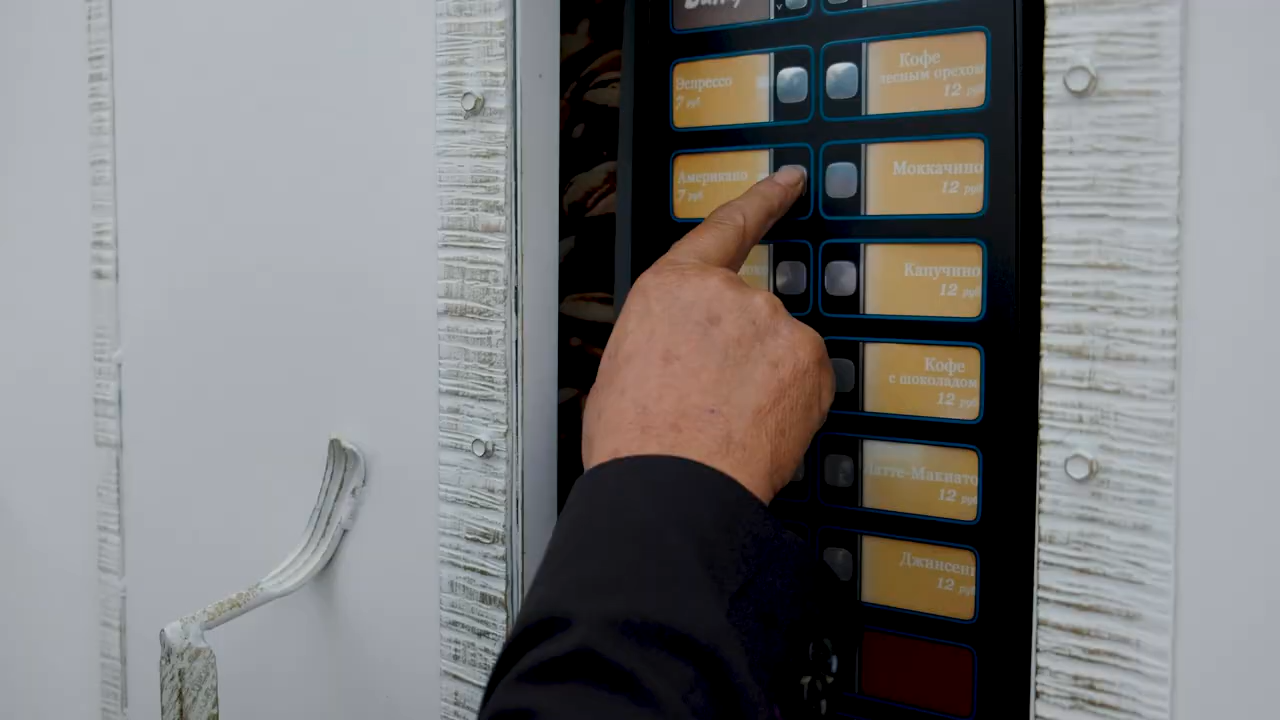 Эспрессо
7 руб
Кофе
лесным орехом
12 руб
Американо
7 руб
Моккачино
12 руб
Капучино
12 руб
Кофе
с шоколадом
12 руб
Латте-Макиато
12 руб
12 руб